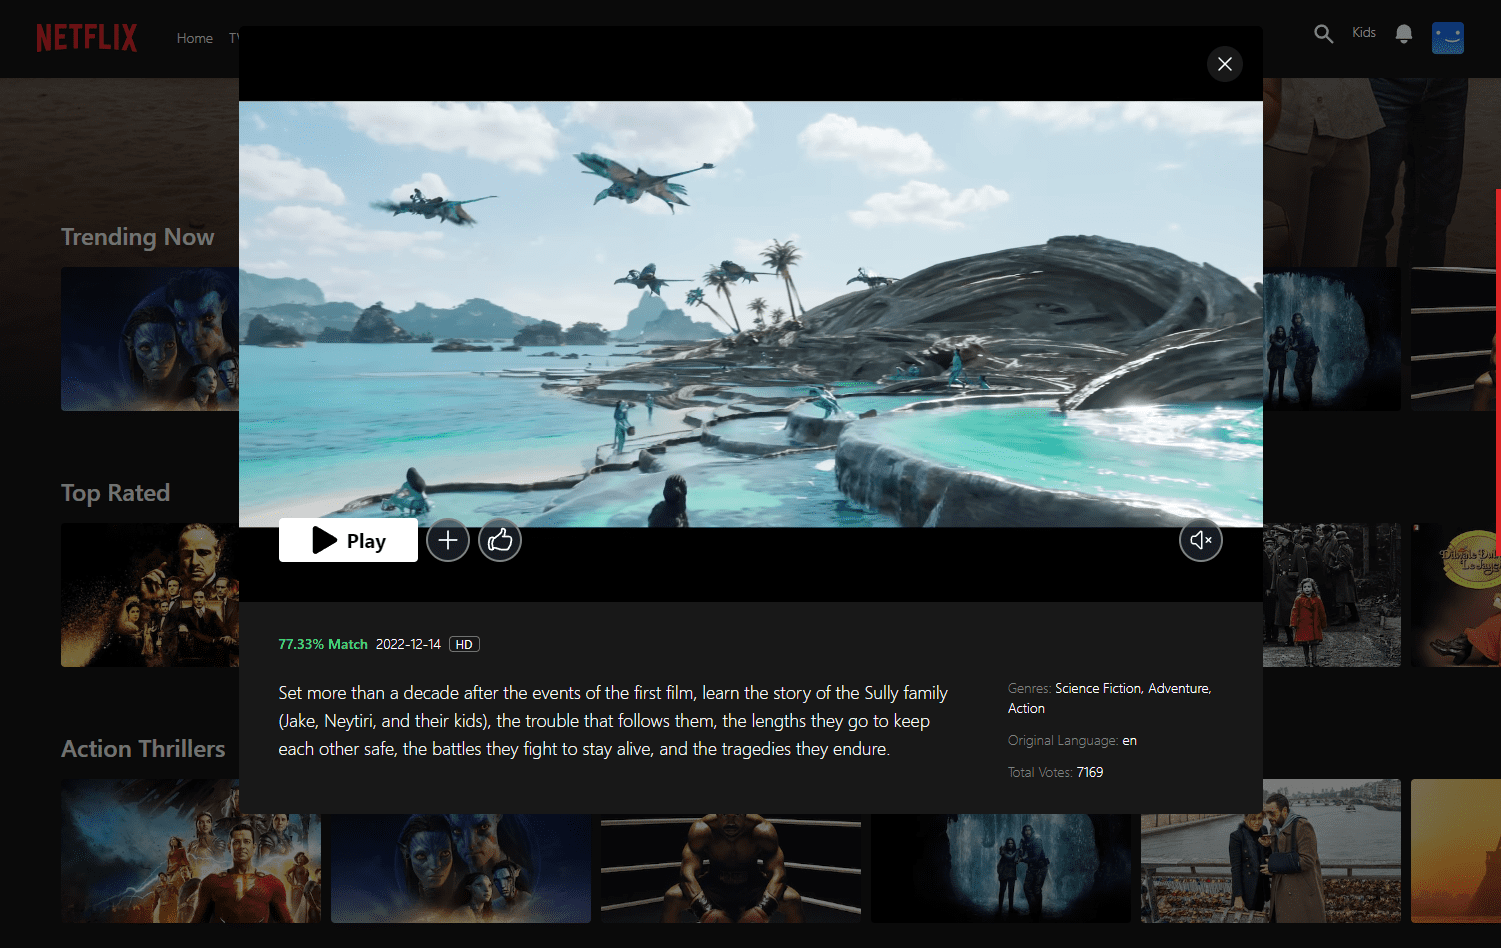 NETFLIX
Home
Kids
Trending Now
Top Rated
Play
77.33% Match 2022-12-14 HD
Set more than a decade after the events of the first film, learn the story of the Sully family
(Jake, Neytiri, and their kids), the trouble that follows them, the lengths they go to keep
each other safe, the battles they fight to stay alive, and the tragedies they endure.
Genres: Science Fiction, Adventure,
Action
Original Language: en
Total Votes: 7169
Action Thrillers